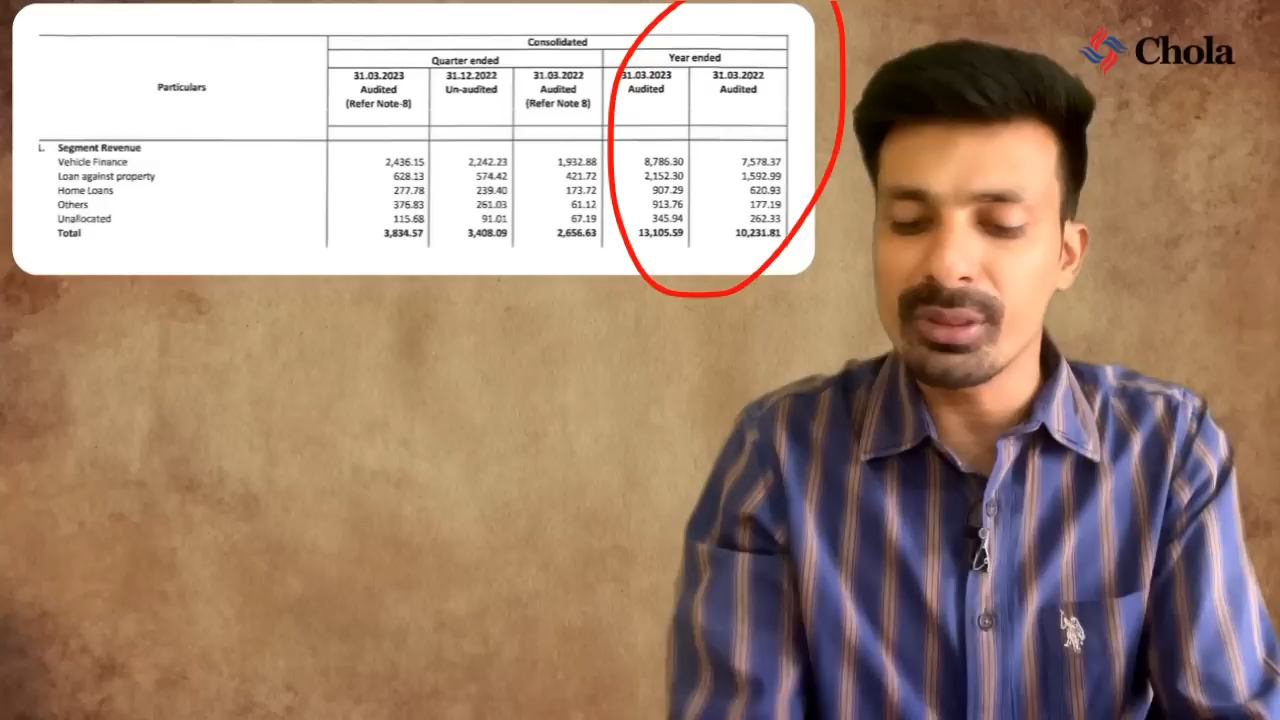 Chola
Consolidated
Quarter ended Year ended
Particulars 31.03.2023 31.12.2022 31.03.2022 31.03.2023 31.03.2022
Audited Un-audited Audited Audited Audited
(Refer Note-8) (Refer Note 8)
Segment Revenue
Vehicle Finance 2,436.15 2,242.23 1,932.88 8,786.30 7,578.37
Loan against property 628.13 574.42 421.72 2,152.30 1,592.99
Home Loans 277.78 239.40 173.72 907.29 620.93
Others 376.83 261.03 61.12 913.76 177.19
Unallocated 115.68 91.01 67.19 345.94 262.33
Total 3,834.57 3,408.09 2,656.63 13,105.59 10,231.81